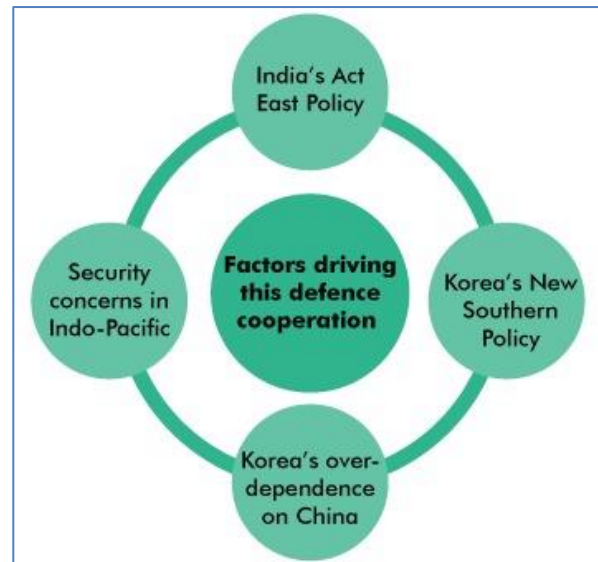 India's Act
East Policy
Factors driving
this defence
cooperation
Security
concerns in
Indo-Pacific
Korea's New
Southern
Policy
Korea's over-
dependence
on China